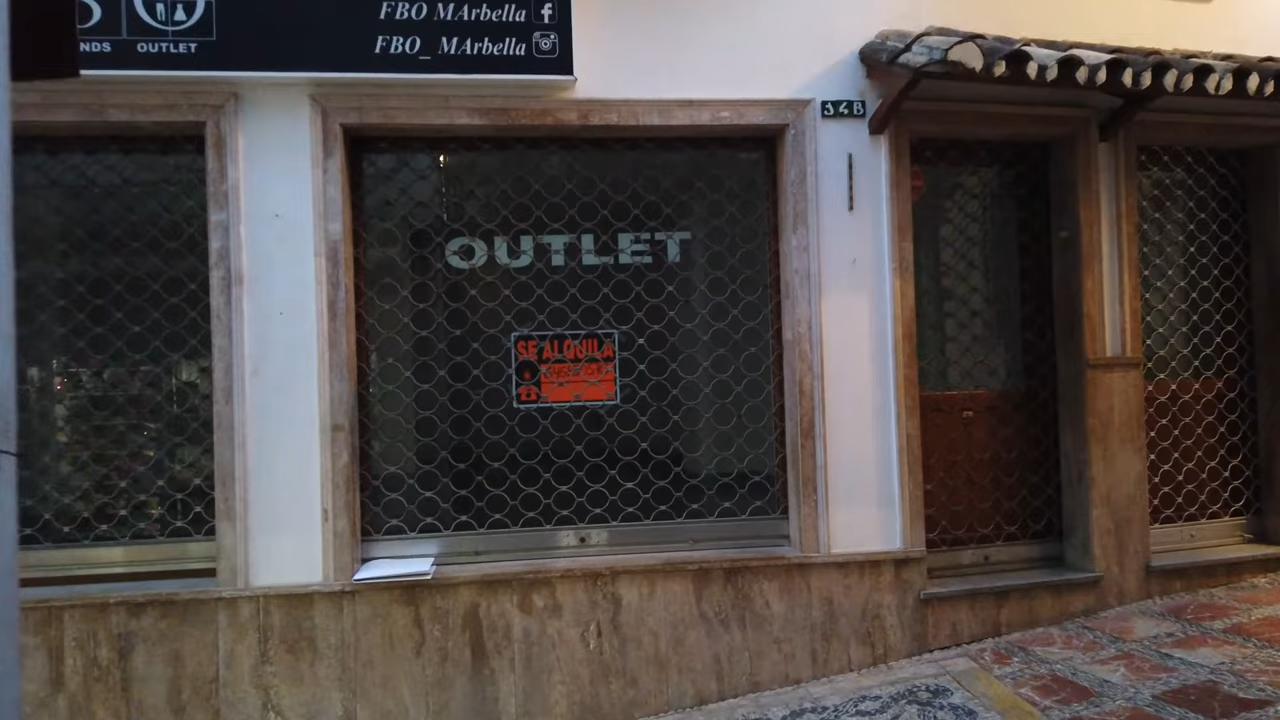 FBO MArbella
NDS OUTLET
FBO_ MArbella
34B
OUTLET
SE ALQUILA